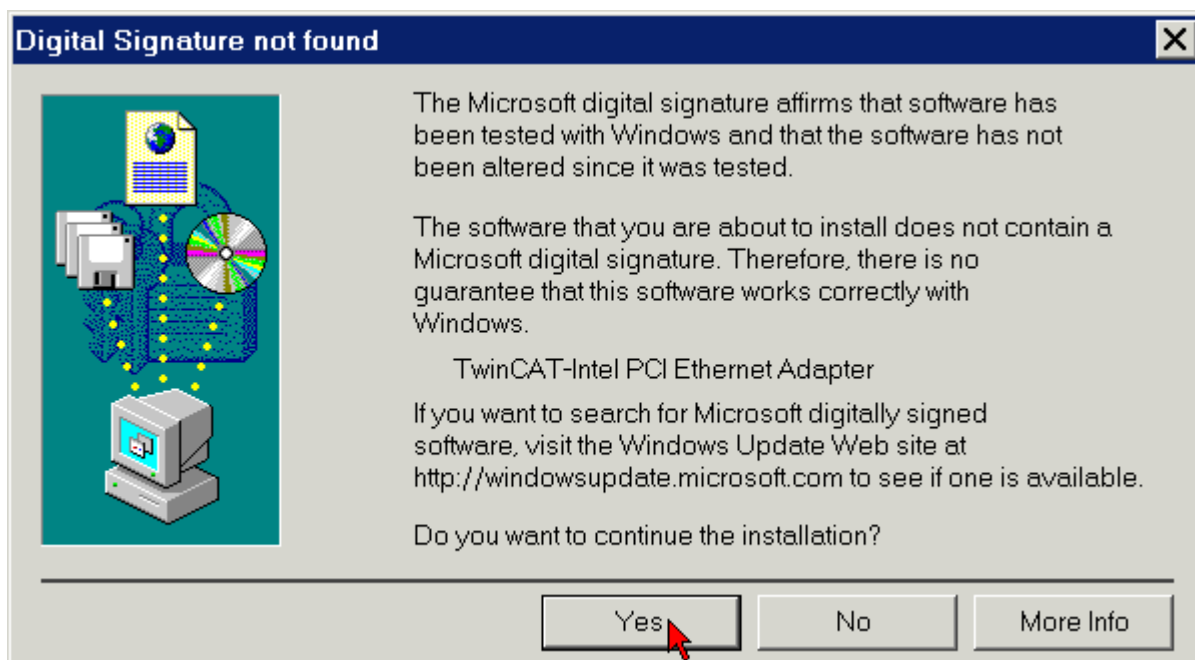 Digital Signature not found
The Microsoft digital signature affirms that software has
been tested with Windows and that the software has not
been altered since it was tested.
The software that you are about to install does not contain a
Microsoft digital signature. Therefore, there is no
guarantee that this software works correctly with
Windows.
TwinCAT-Intel PCI Ethernet Adapter
If you want to search for Microsoft digitally signed
software, visit the Windows Update Web site at
http://windowsupdate.microsoft.com to see if one is available.
Do you want to continue the installation?
Yes No More Info